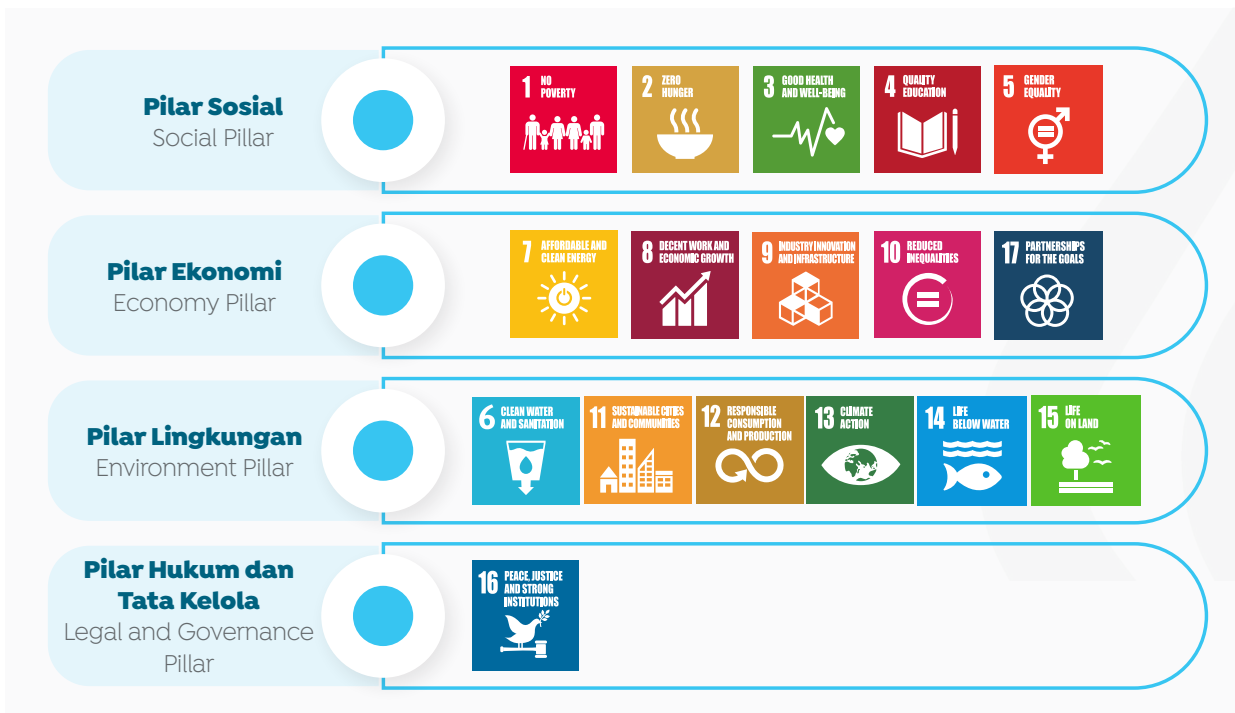 Pilar Sosial
Social Pillar
1 NO
POVERTY
2 ZERO
HUNGER
3 GOOD HEALTH
AND WELL-BEING
4 QUALITY
EDUCATION
5 GENDER
EQUALITY
Pilar Ekonomi
Economy Pillar
7 AFFORDABLE AND
CLEAN ENERGY
8 DECENT WORK AND
ECONOMIC GROWTH
9 INDUSTRY INNOVATION
AND INFRASTRUCTURE
10 REDUCED
INEQUALITIES
17 PARTNERSHIPS
FOR THE GOALS
Pilar Lingkungan
Environment Pillar
6 CLEAN WATER
AND SANITATION
11 SUSTAINABLE CITIES
AND COMMUNITIES
12 RESPONSIBLE
CONSUMPTION
AND PRODUCTION
13 CLIMATE
ACTION
14 LIFE
BELOW WATER
15 LIFE
ON LAND
Pilar Hukum dan
Tata Kelola
Legal and Governance
Pillar
16 PEACE, JUSTICE
AND STRONG
INSTITUTIONS